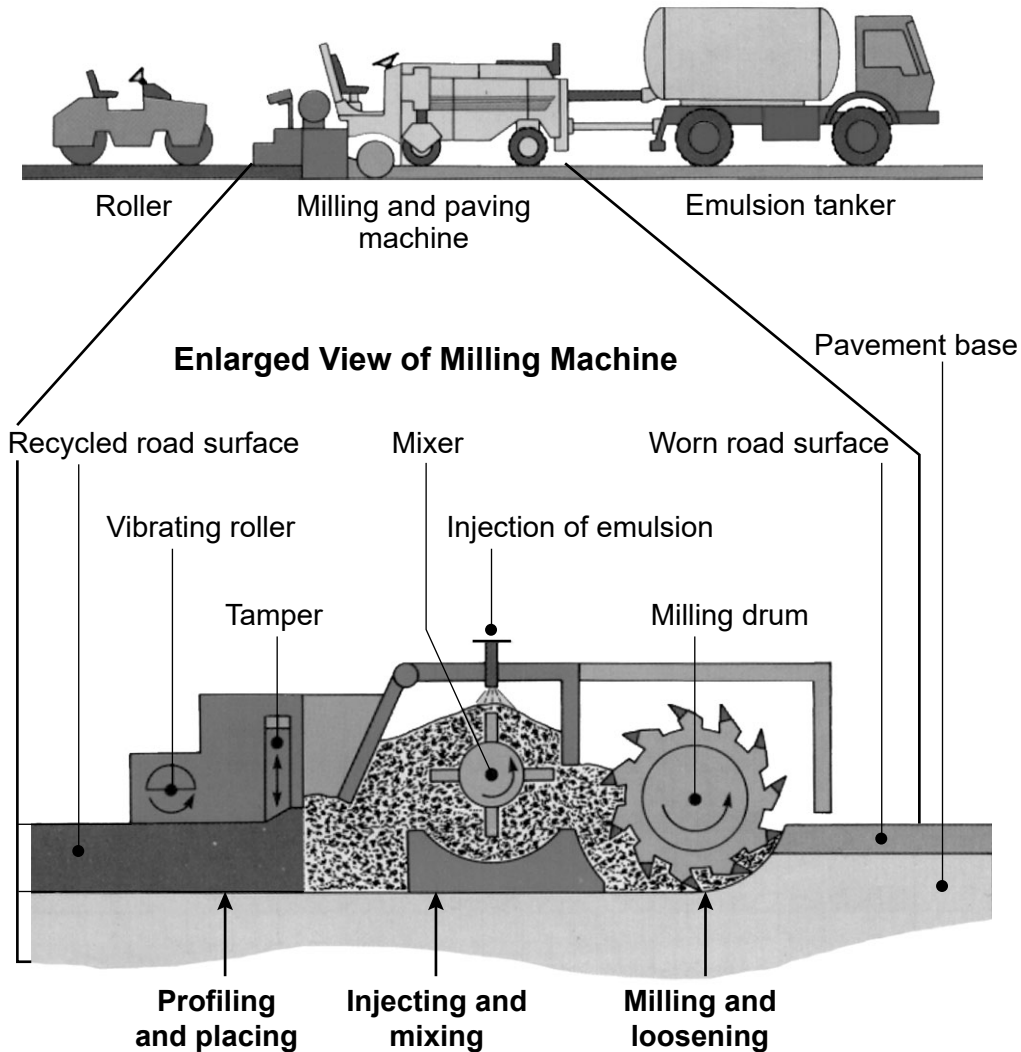 Roller
Milling and paving
machine
Emulsion tanker
Enlarged View of Milling Machine
Pavement base
Recycled road surface
Mixer
Worn road surface
Vibrating roller
Injection of emulsion
Tamper
Milling drum
Profiling
and placing
Injecting and
mixing
Milling and
loosening